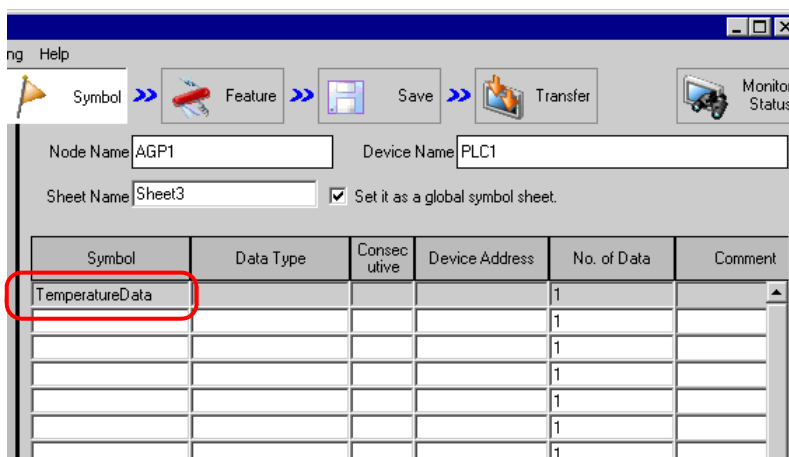 ng Help
Symbol Feature Save Transfer Monitor
Status
Node Name AGP1 Device Name PLC1
Sheet Name Sheet3 Set it as a global symbol sheet.
Symbol Data Type Consec
utive Device Address No. of Data Comment
TemperatureData 1
1
1
1
1
1
1